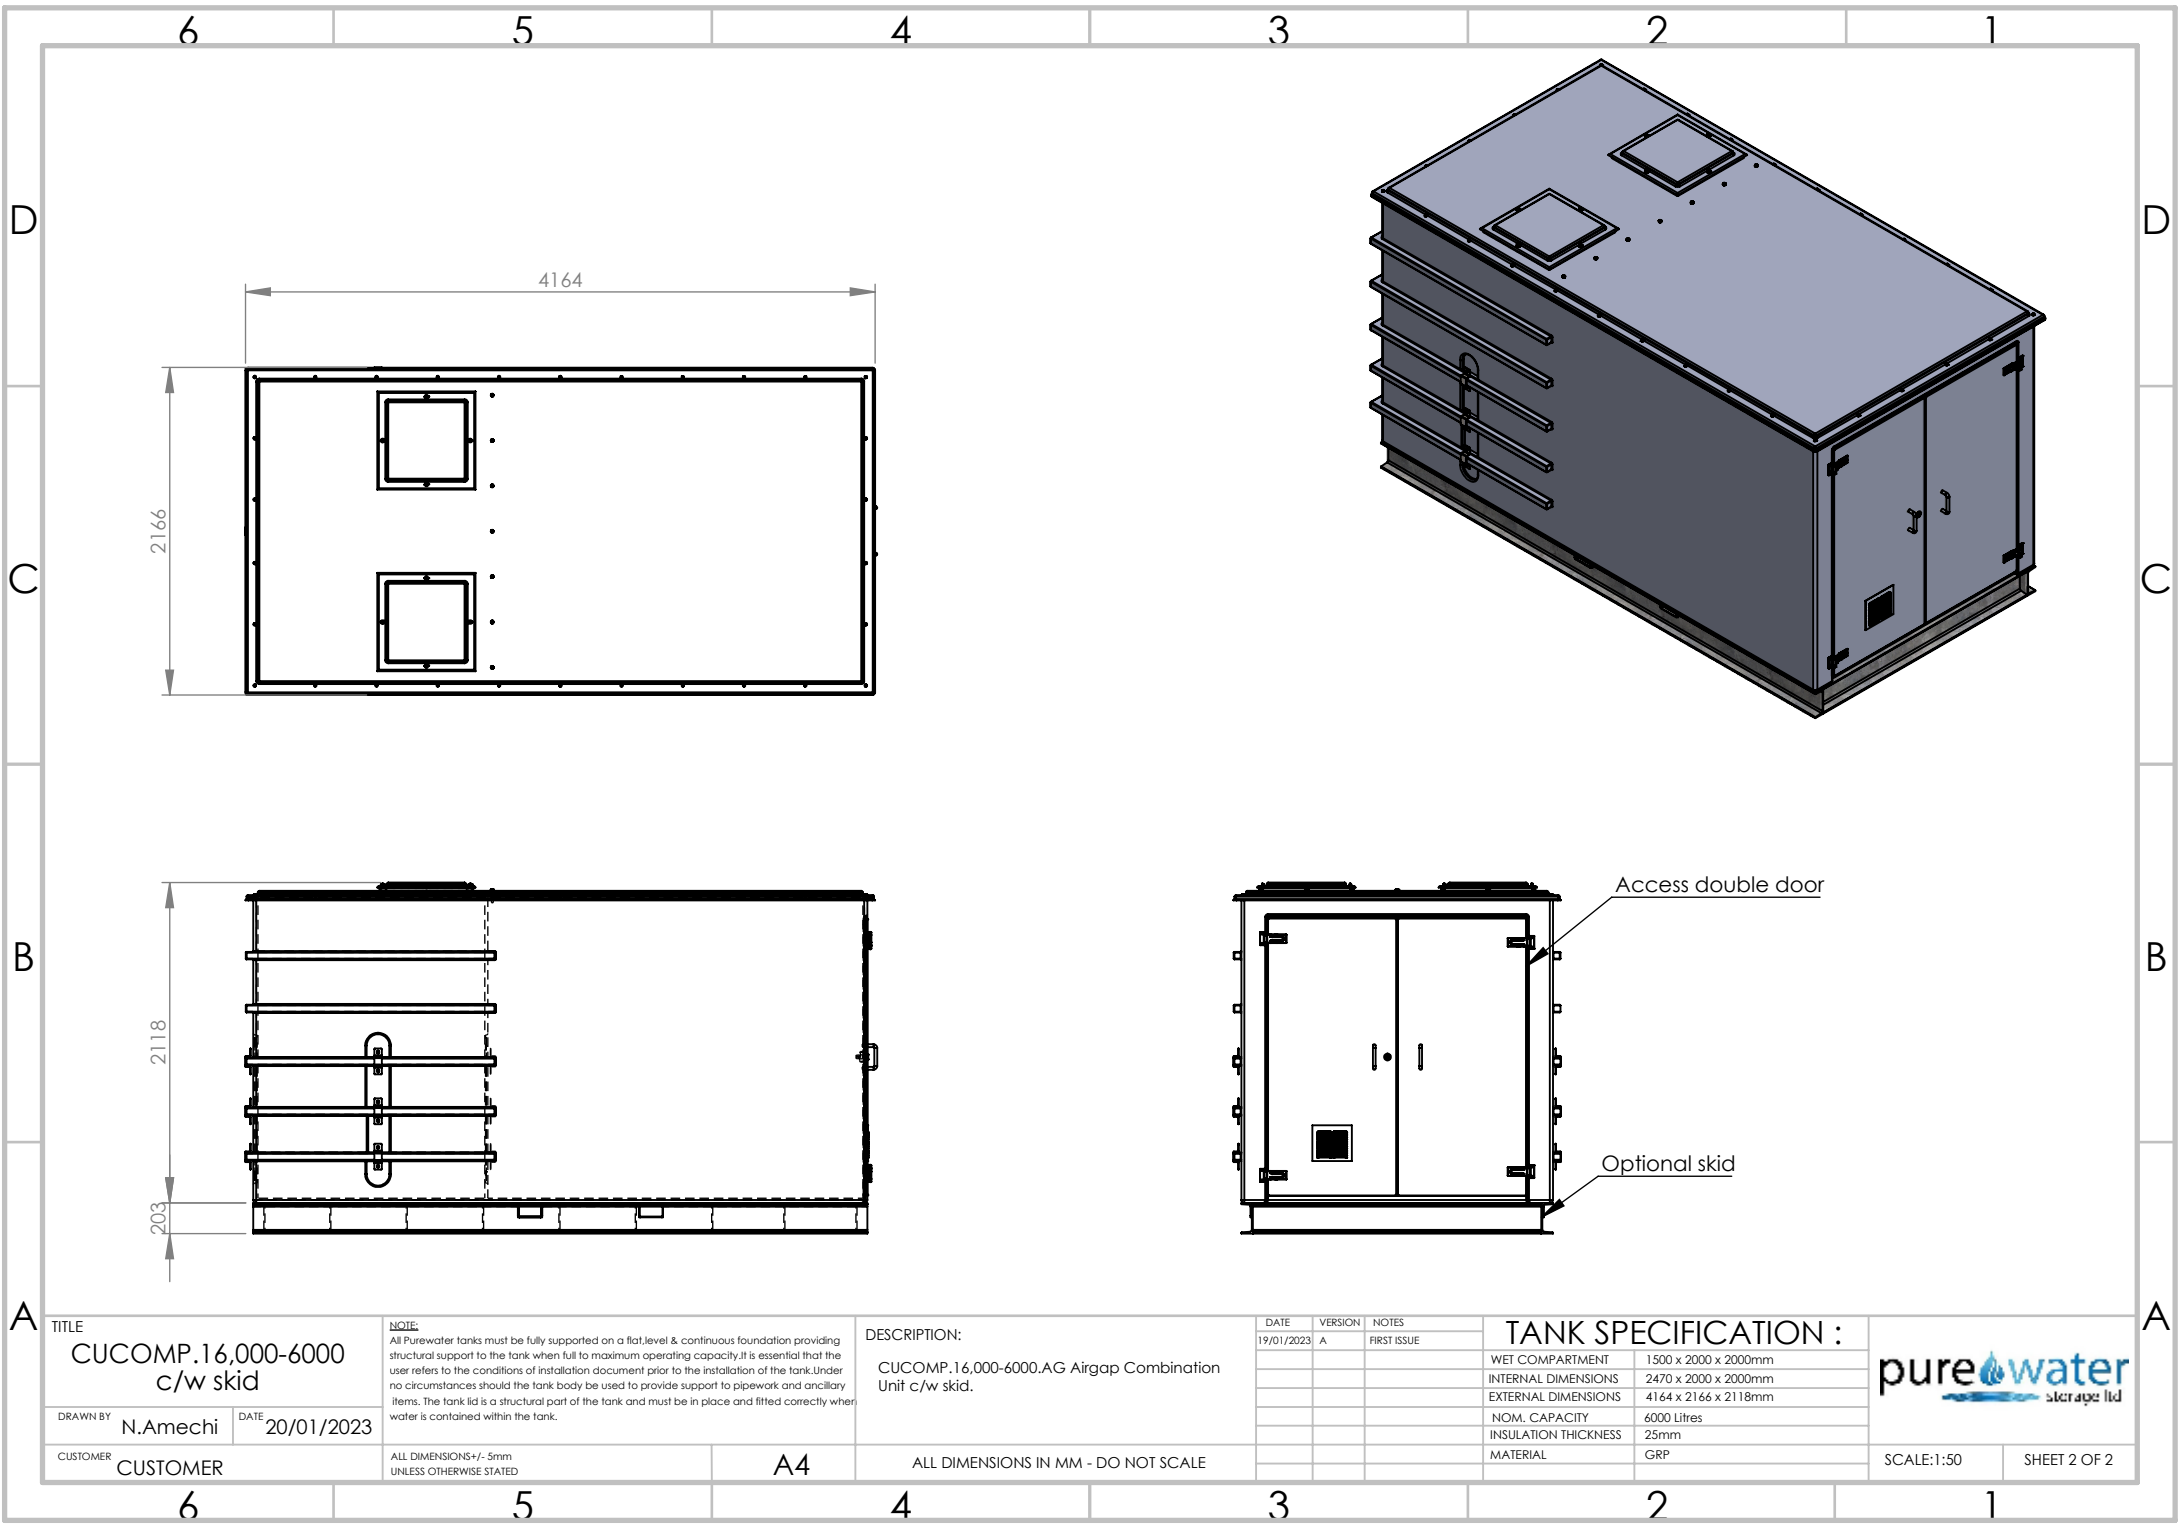 6 5 4 3 2 1
D D
4164
2166
C C
Access double door
B B
2118
Optional skid
203
A A
TITLE
CUCOMP.16,000-6000
c/w skid
DRAWN BY N.Amechi DATE 20/01/2023
CUSTOMER CUSTOMER
NOTE:
All Purewater tanks must be fully supported on a flat,level & continuous foundation providing
structural support to the tank when full to maximum operating capacity.It is essential that the
user refers to the conditions of installation document prior to the installation of the tank.Under
no circumstances should the tank body be used to provide support to pipework and ancillary
items. The tank lid is a structural part of the tank and must be in place and fitted correctly when
water is contained within the tank.
ALL DIMENSIONS+/- 5mm
UNLESS OTHERWISE STATED
A4
DESCRIPTION:
CUCOMP.16,000-6000.AG Airgap Combination
Unit c/w skid.
ALL DIMENSIONS IN MM - DO NOT SCALE
DATE VERSION NOTES
19/01/2023 A FIRST ISSUE
TANK SPECIFICATION :
WET COMPARTMENT 1500 x 2000 x 2000mm
INTERNAL DIMENSIONS 2470 x 2000 x 2000mm
EXTERNAL DIMENSIONS 4164 x 2166 x 2118mm
NOM. CAPACITY 6000 Litres
INSULATION THICKNESS 25mm
MATERIAL GRP
pure water
storage ltd
SCALE:1:50 SHEET 2 OF 2
6 5 4 3 2 1